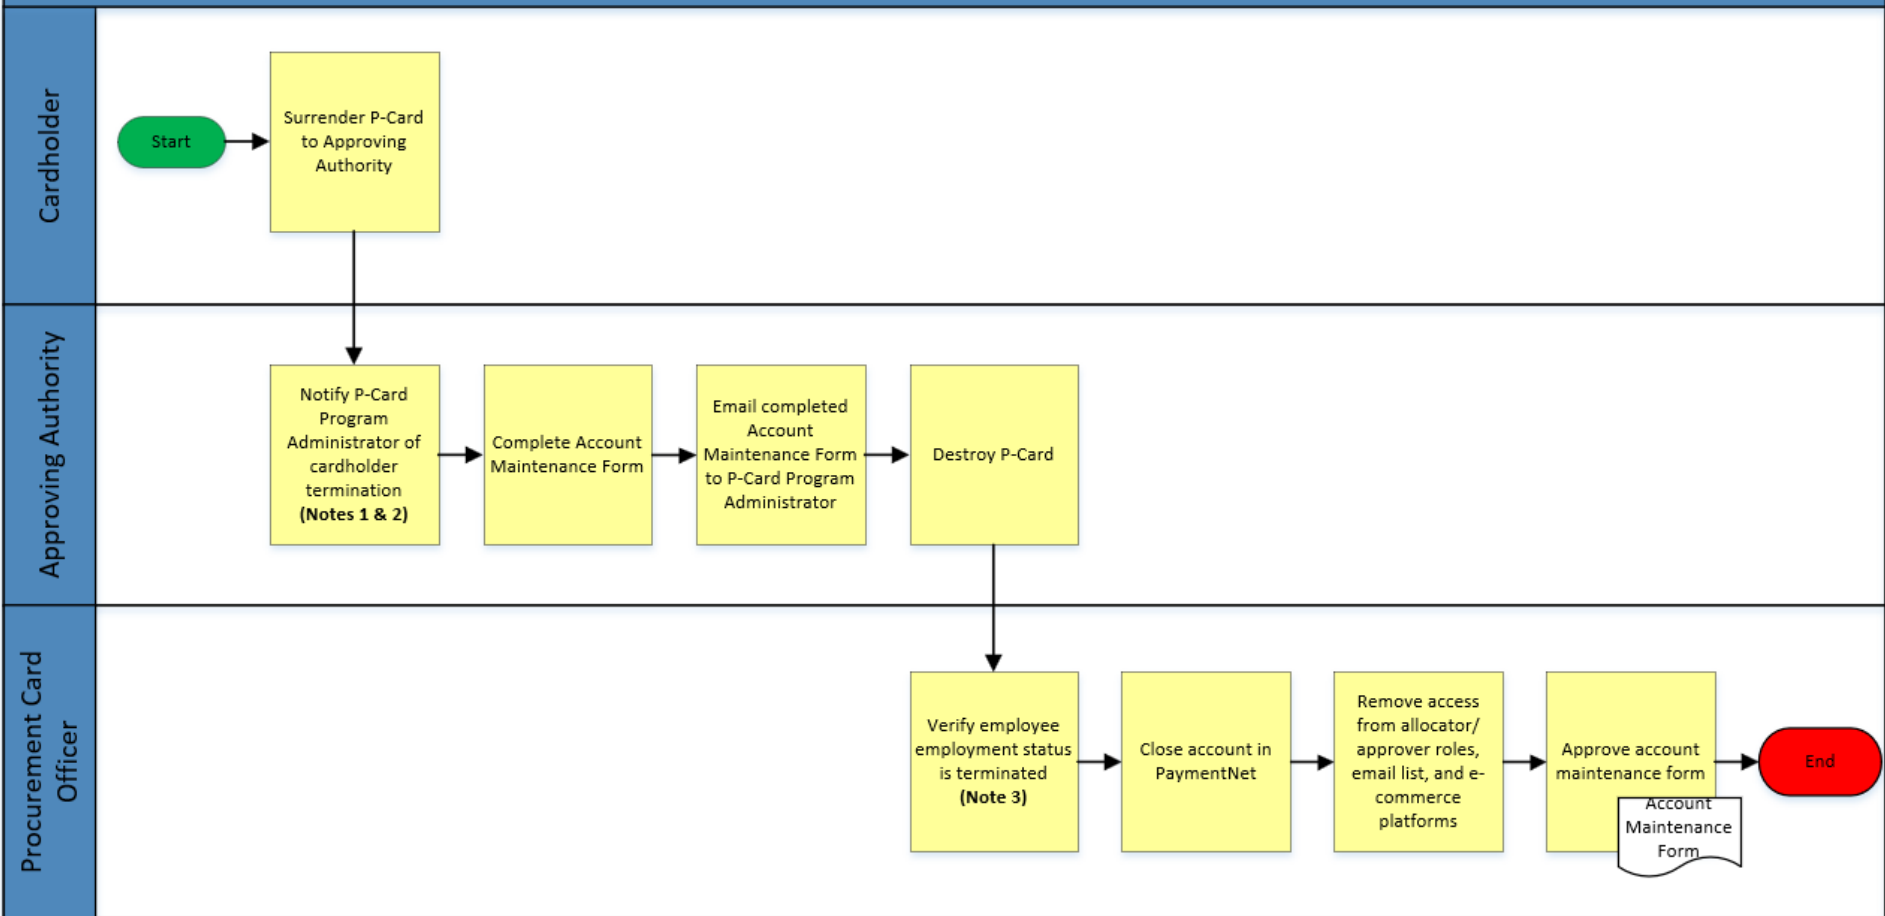 Cardholder
Start
Surrender P-Card
to Approving
Authority
Approving Authority
Notify P-Card
Program
Administrator of
cardholder
termination
(Notes 1 & 2)
Complete Account
Maintenance Form
Email completed
Account
Maintenance Form
to P-Card Program
Administrator
Destroy P-Card
Procurement Card
Officer
Verify employee
employment status
is terminated
(Note 3)
Close account in
PaymentNet
Remove access
from allocator/
approver roles,
email list, and e-
commerce
platforms
Approve account
maintenance form
Account
Maintenance
Form
End